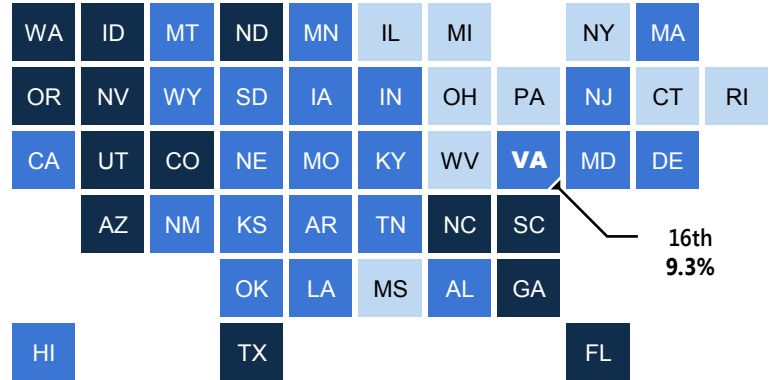 WA ID MT ND MN IL MI NY MA
OR NV WY SD IA IN OH PA NJ CT RI
CA UT CO NE MO KY WV VA MD DE
AZ NM KS AR TN NC SC
16th
9.3%
OK LA MS AL GA
HI TX FL